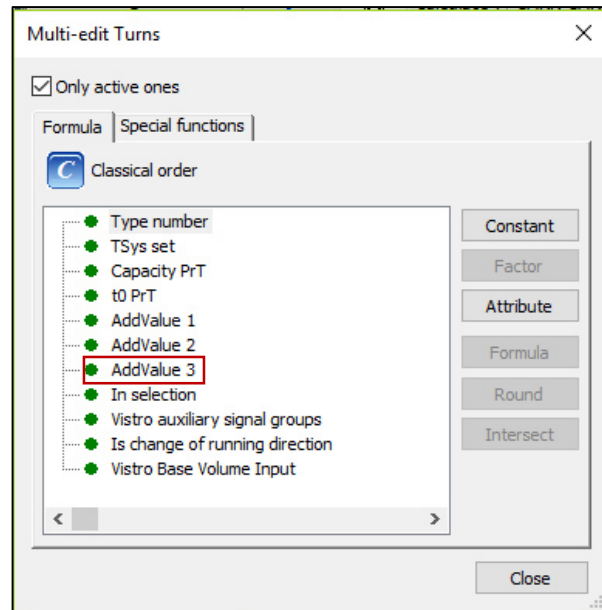 Multi-edit Turns
Only active ones
Formula
Special functions
C
Classical order
Type number
TSys set
Capacity PrT
t0 PrT
AddValue 1
AddValue 2
AddValue 3
In selection
Vistro auxiliary signal groups
Is change of running direction
Vistro Base Volume Input
Constant
Factor
Attribute
Formula
Round
Intersect
Close